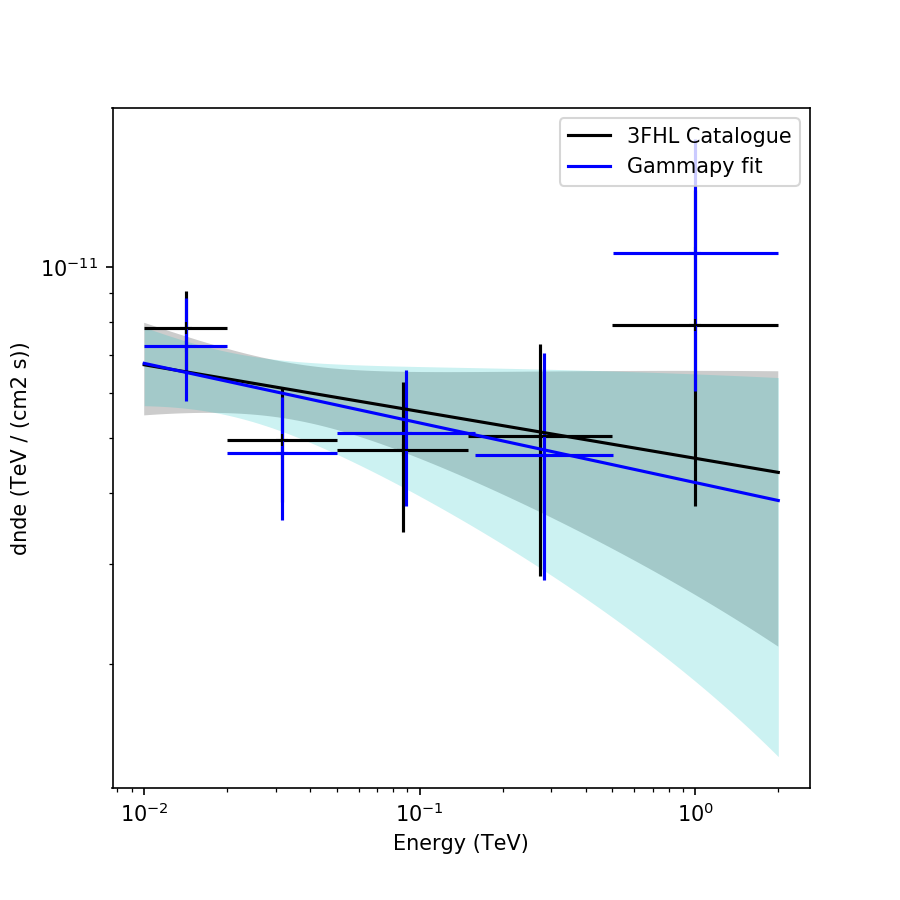 3FHL Catalogue
Gammapy fit
10⁻¹¹
dnde (TeV / (cm2 s))
10⁻² 10⁻¹ 10⁰
Energy (TeV)